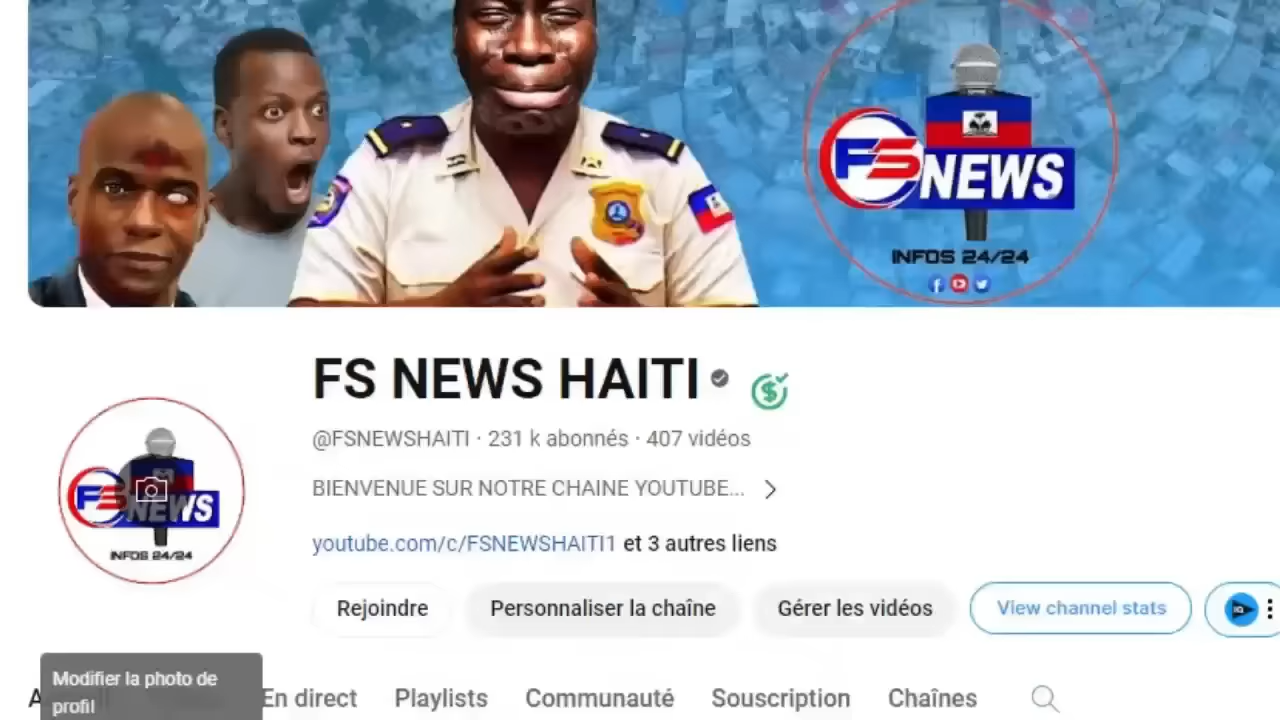 FS NEWS
INFOS 24/24
FS NEWS HAITI
@FSNEWSHAITI · 231 k abonnés · 407 vidéos
BIENVENUE SUR NOTRE CHAINE YOUTUBE...
youtube.com/c/FSNEWSHAITI1 et 3 autres liens
FS NEWS
INFOS 24/24
Rejoindre Personnaliser la chaîne Gérer les vidéos View channel stats
IQ
Modifier la photo de
profil
En direct Playlists Communauté Souscription Chaînes